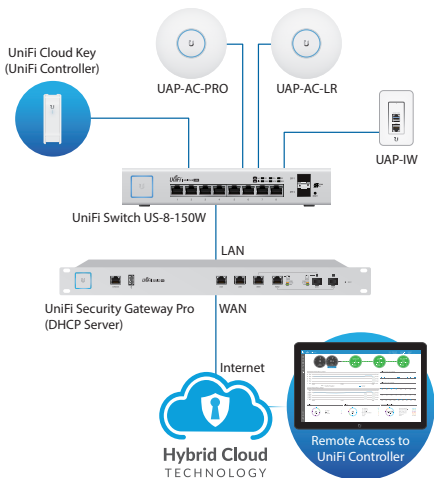 UniFi Cloud Key
(UniFi Controller)
UAP-AC-PRO
UAP-AC-LR
UAP-IW
UniFi Switch US-8-150W
LAN
UniFi Security Gateway Pro
(DHCP Server)
WAN
Internet
Hybrid Cloud
TECHNOLOGY
Remote Access to
UniFi Controller